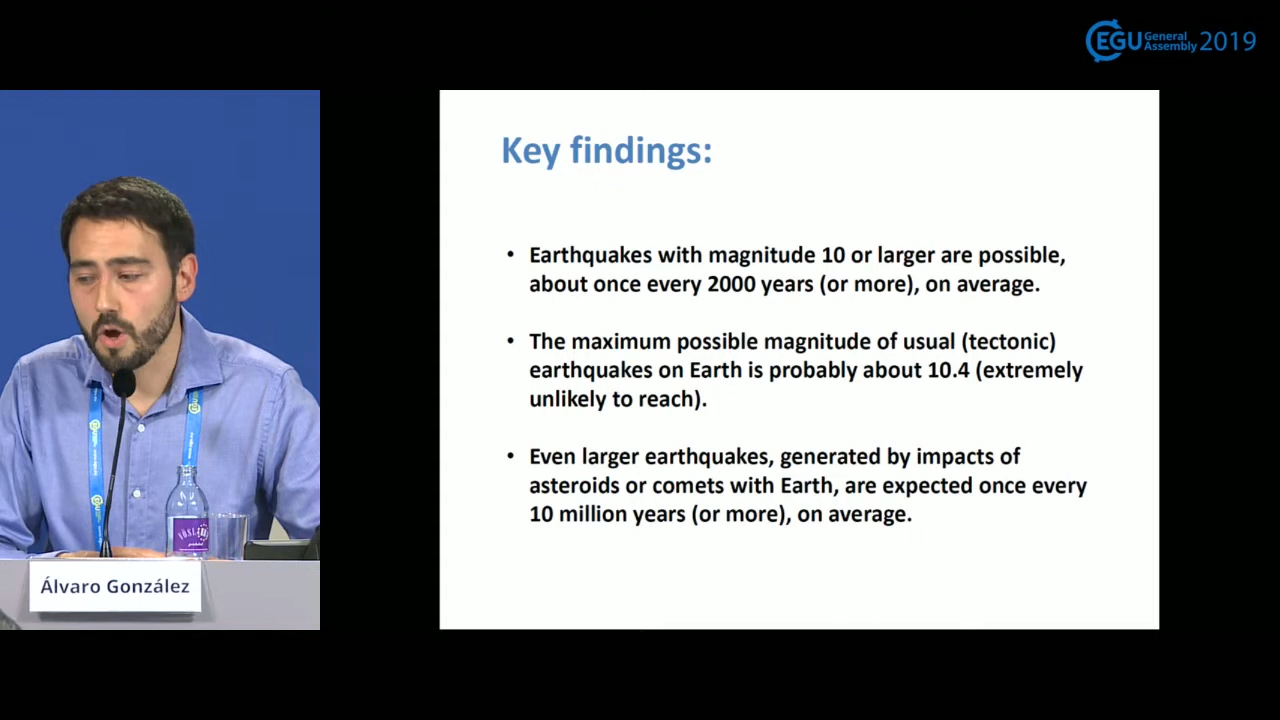 EGU General Assembly 2019
Key findings:
• Earthquakes with magnitude 10 or larger are possible,
about once every 2000 years (or more), on average.
• The maximum possible magnitude of usual (tectonic)
earthquakes on Earth is probably about 10.4 (extremely
unlikely to reach).
• Even larger earthquakes, generated by impacts of
asteroids or comets with Earth, are expected once every
10 million years (or more), on average.
Álvaro González